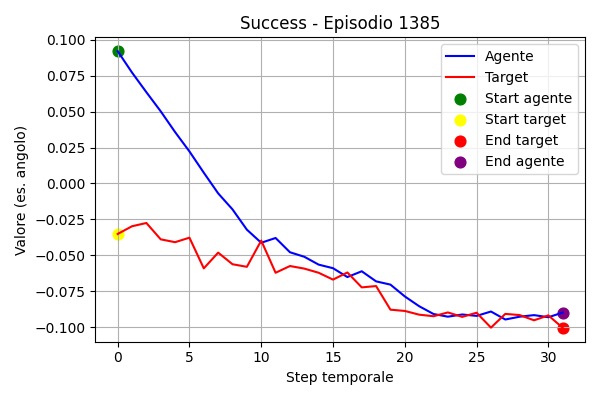 Success - Episodio 1385
0.100
0.075
0.050
0.025
0.000
−0.025
−0.050
−0.075
−0.100
Valore (es. angolo)
Agente
Target
Start agente
Start target
End target
End agente
0 5 10 15 20 25 30
Step temporale